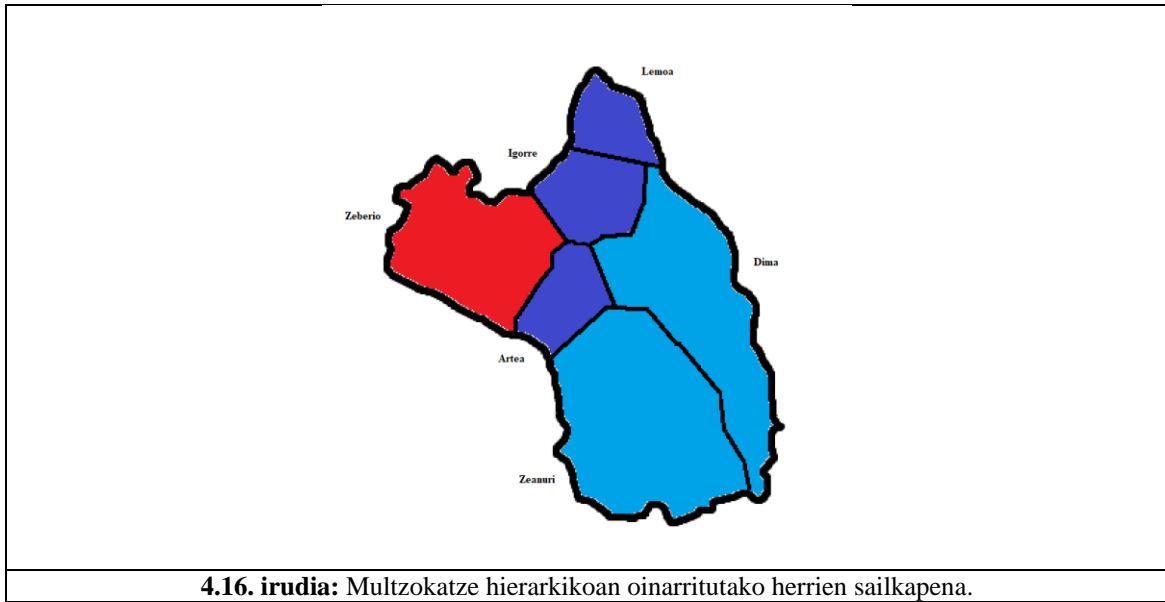 Lemoa
Igorre
Zeberio
Dima
Artea
Zeanuri
4.16. irudia: Multzokatze hierarkikoan oinarritutako herrien sailkapena.